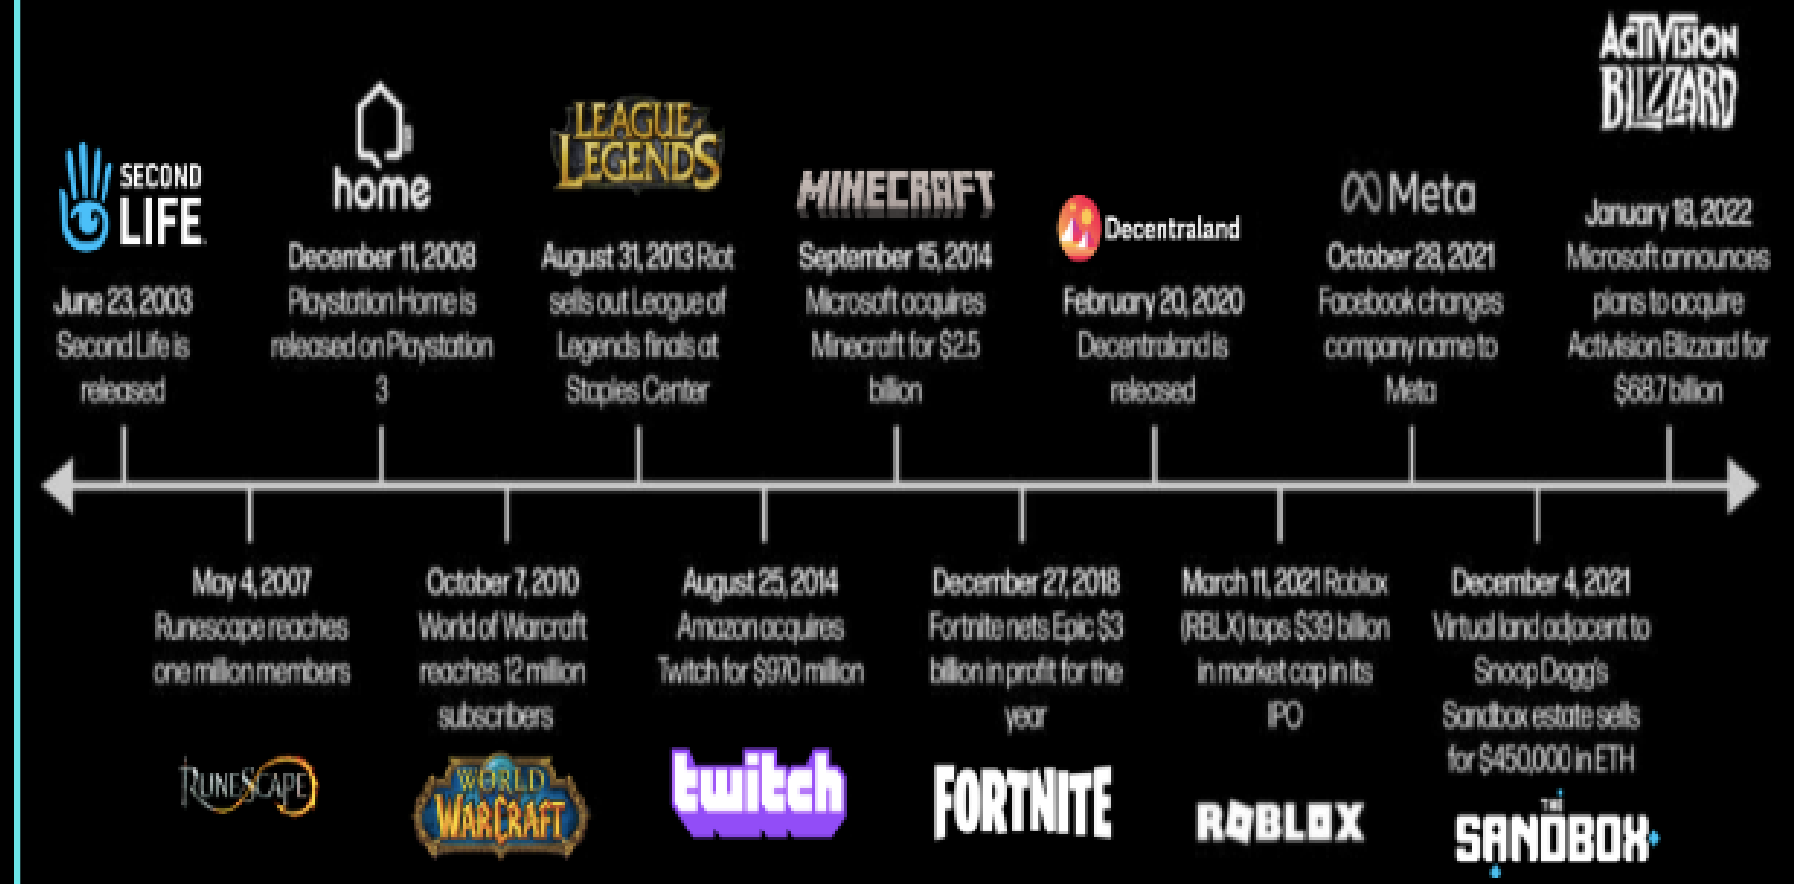 SECOND
LIFE
June 23, 2003
Second Life is
released
home
December 11, 2008
Playstation Home is
released on Playstation
3
LEAGUE OF
LEGENDS
August 31, 2013 Riot
sells out League of
Legends finals at
Staples Center
MINECRAFT
September 15, 2014
Microsoft acquires
Minecraft for $2.5
billion
Decentraland
February 20, 2020
Decentraland is
released
Meta
October 28, 2021
Facebook changes
company name to
Meta
ACTIVISION
BLIZZARD
January 18, 2022
Microsoft announces
plans to acquire
Activision Blizzard for
$68.7 billion
May 4, 2007
Runescape reaches
one million members
RUNESCAPE
October 7, 2010
World of Warcraft
reaches 12 million
subscribers
WORLD
WARCRAFT
August 25, 2014
Amazon acquires
Twitch for $970 million
twitch
December 27, 2018
Fortnite nets Epic $3
billion in profit for the
year
FORTNITE
March 11, 2021 Roblox
(RBLX) tops $39 billion
in market cap in its
IPO
ROBLOX
December 4, 2021
Virtual land adjacent to
Snoop Dogg's
Sandbox estate sells
for $450,000 in ETH
THE
SANDBOX